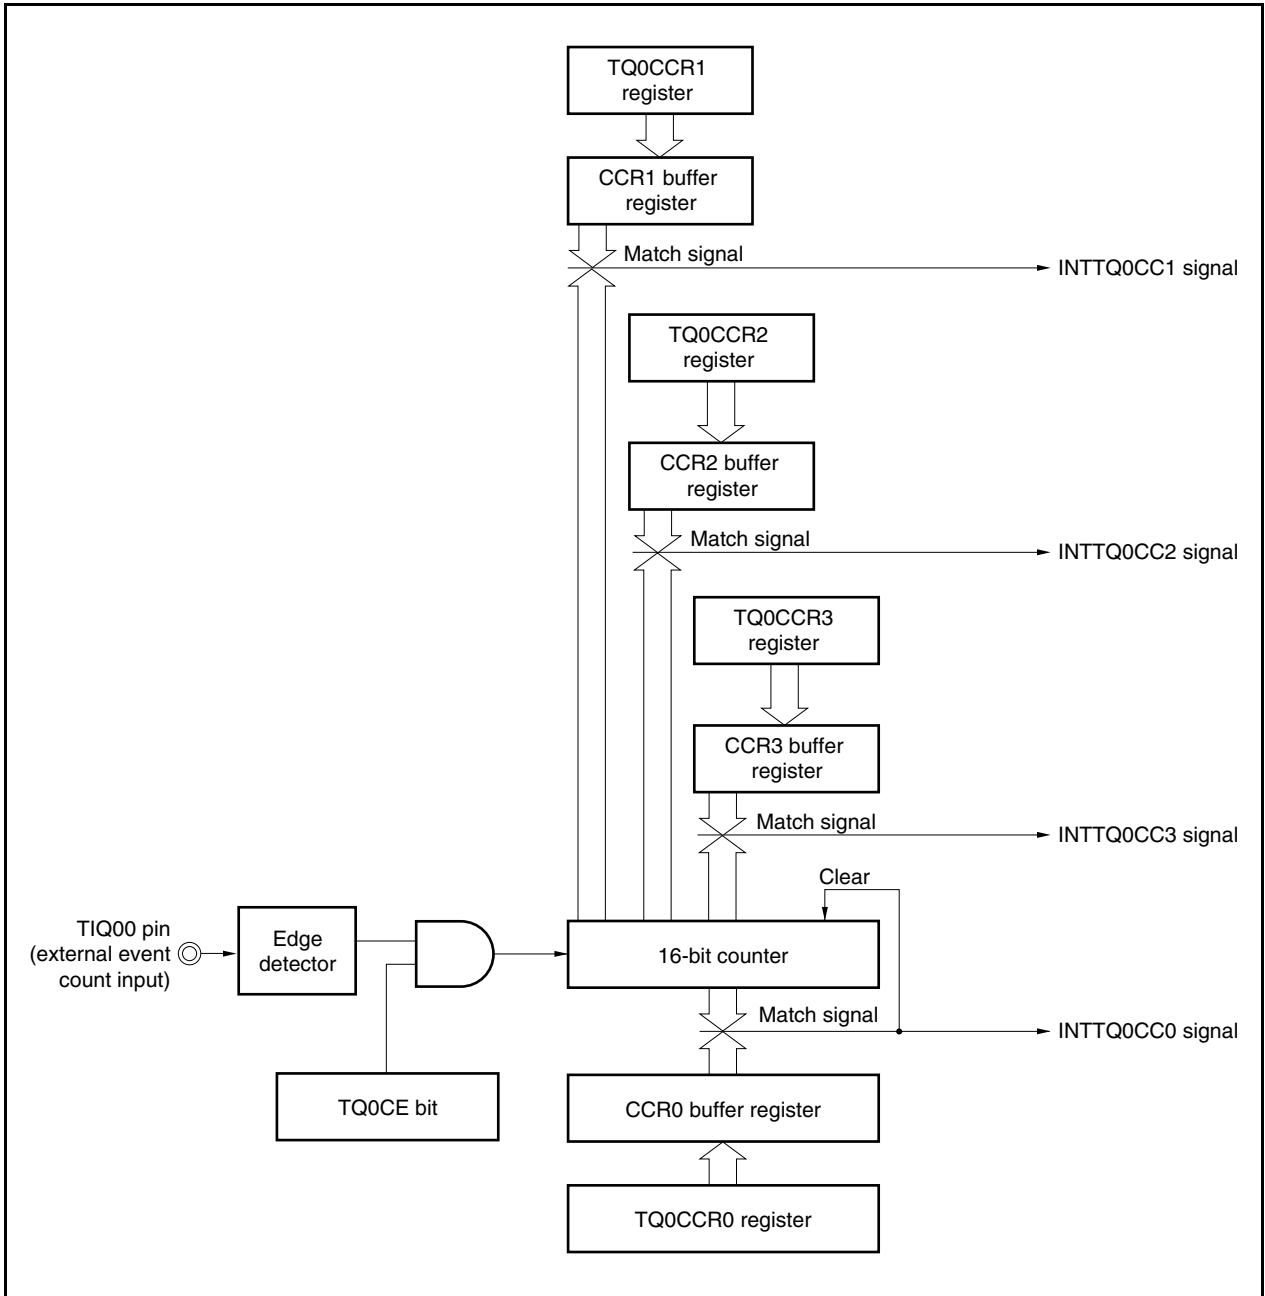 TQ0CCR1
register
CCR1 buffer
register
Match signal
INTTQ0CC1 signal
TQ0CCR2
register
CCR2 buffer
register
Match signal
INTTQ0CC2 signal
TQ0CCR3
register
CCR3 buffer
register
Match signal
INTTQ0CC3 signal
Clear
TIQ00 pin
(external event
count input)
Edge
detector
16-bit counter
Match signal
INTTQ0CC0 signal
TQ0CE bit
CCR0 buffer register
TQ0CCR0 register